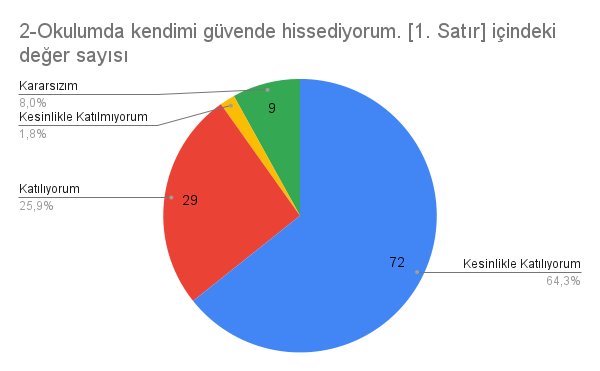 2-Okulumda kendimi güvende hissediyorum. [1. Satır] içindeki
değer sayısı
Kararsızım
8,0%
Kesinlikle Katılmıyorum
1,8%
Katılıyorum
25,9%
9
29
72
Kesinlikle Katılıyorum
64,3%